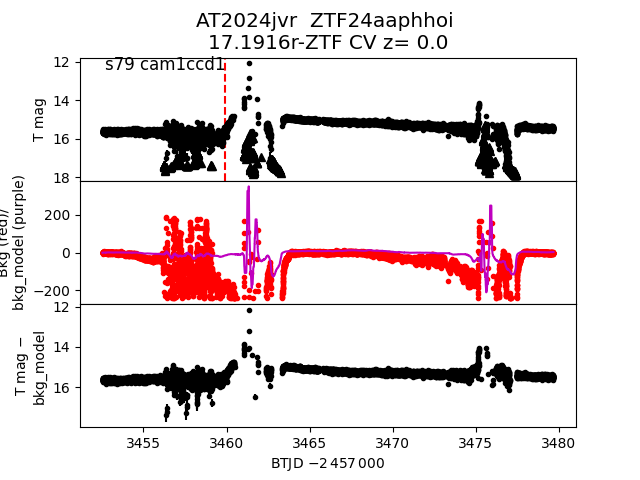 AT2024jvr ZTF24aaphhoi
17.1916r-ZTF CV z= 0.0
s79 cam1ccd1
T mag
12
14
16
18
Bkg (red)/
bkg_model (purple)
200
0
−200
T mag −
bkg_model
12
14
16
3455 3460 3465 3470 3475 3480
BTJD −2 457 000